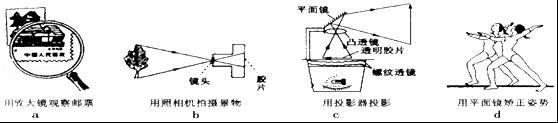 中国人民邮政
用放大镜观察邮票
a
镜头
胶片
用照相机拍摄景物
b
平面镜
凸透镜
透明胶片
螺纹透镜
用投影器投影
c
用平面镜矫正姿势
d